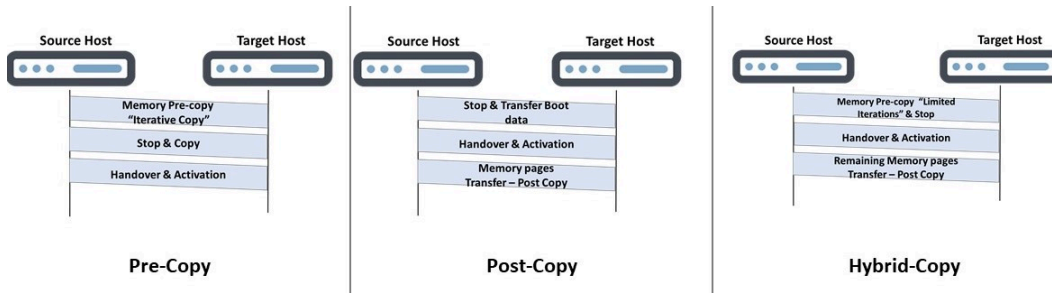 Source Host
Target Host
Memory Pre-copy
“Iterative Copy”
Stop & Copy
Handover & Activation
Pre-Copy
Source Host
Target Host
Stop & Transfer Boot
data
Handover & Activation
Memory pages
Transfer – Post Copy
Post-Copy
Source Host
Target Host
Memory Pre-copy “Limited
Iterations” & Stop
Handover & Activation
Remaining Memory pages
Transfer – Post Copy
Hybrid-Copy